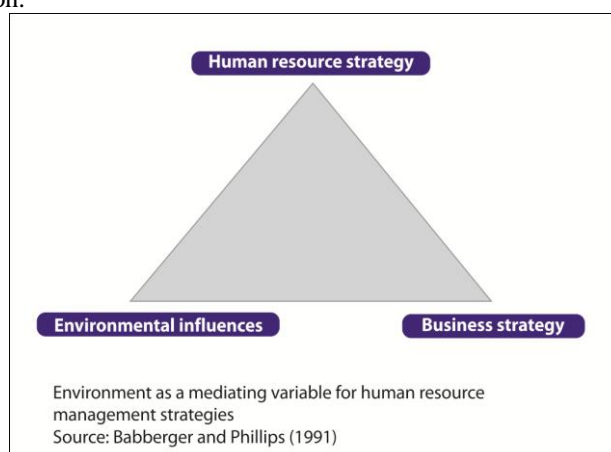 Human resource strategy
Environmental influences
Business strategy
Environment as a mediating variable for human resource
management strategies
Source: Babberger and Phillips (1991)